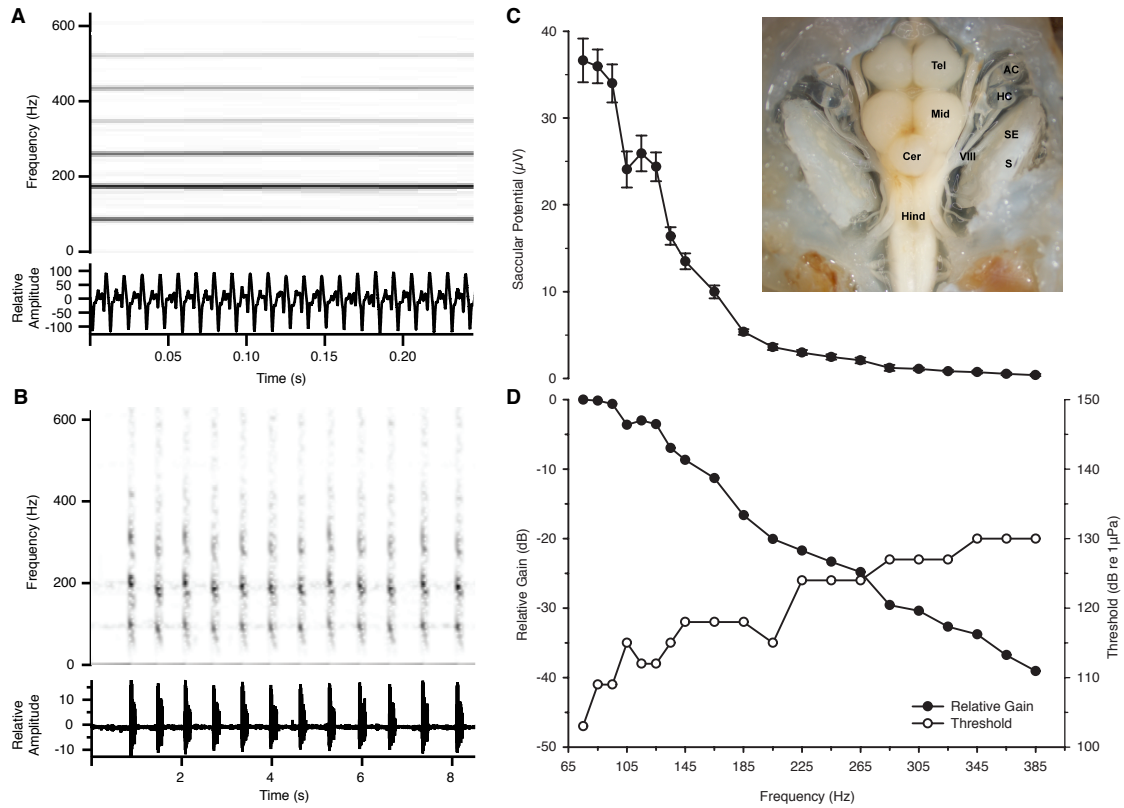 A
600
400
200
0
Frequency (Hz)
100
50
0
-50
-100
Relative
Amplitude
0.05 0.10 0.15 0.20
Time (s)
B
600
400
200
0
Frequency (Hz)
10
0
-10
Relative
Amplitude
2 4 6 8
Time (s)
C
40
30
20
10
0
Saccular Potential (µV)
Tel
AC
HC
Mid
SE
Cer
VIII
S
Hind
D
0
-10
-20
-30
-40
-50
Relative Gain (dB)
150
140
130
120
110
100
Threshold (dB re 1µPa)
Relative Gain
Threshold
65 105 145 185 225 265 305 345 385
Frequency (Hz)